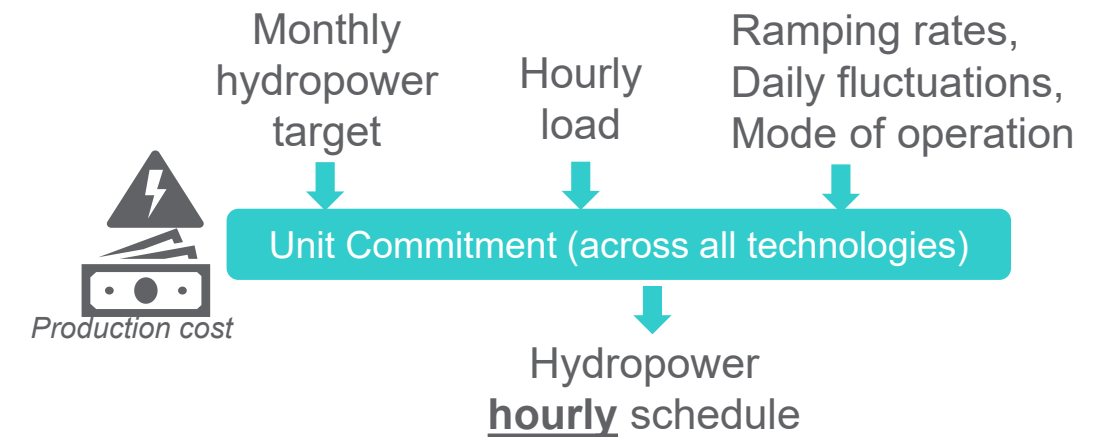 Monthly
hydropower
target
Hourly
load
Ramping rates,
Daily fluctuations,
Mode of operation
Unit Commitment (across all technologies)
Production cost
Hydropower
hourly schedule